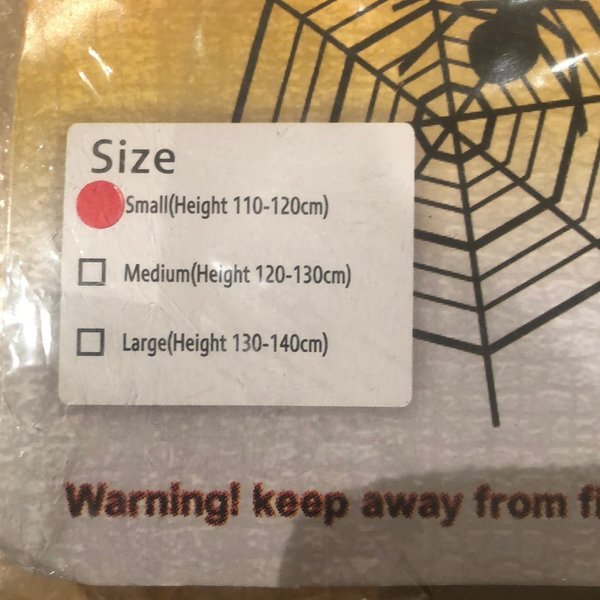 Size
Small(Height 110-120cm)
Medium(Height 120-130cm)
Large(Height 130-140cm)
Warning! keep away from